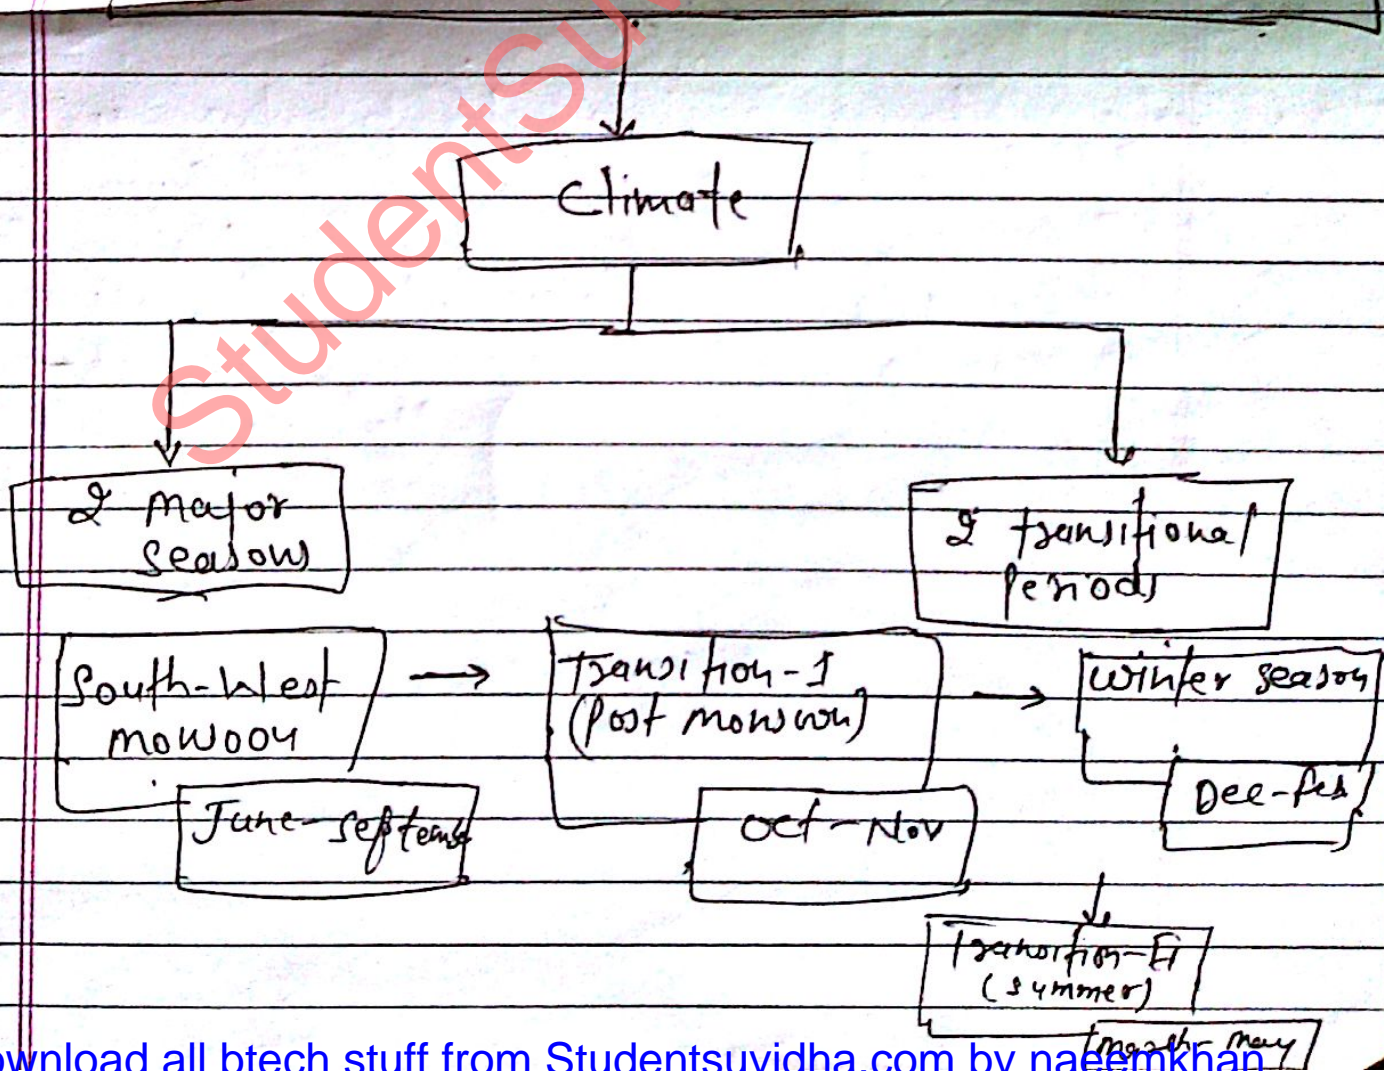 Climate
2 Major
seasons
2 transitional
periods
South-West
monsoon
June-Septemb
Transition-I
(Post monsoon)
Oct-Nov
Winter season
Dec-Feb
Transition-II
(summer)
March-May
StudentSu
ownload all btech stuff from Studentsuvidha.com by naeemkhan